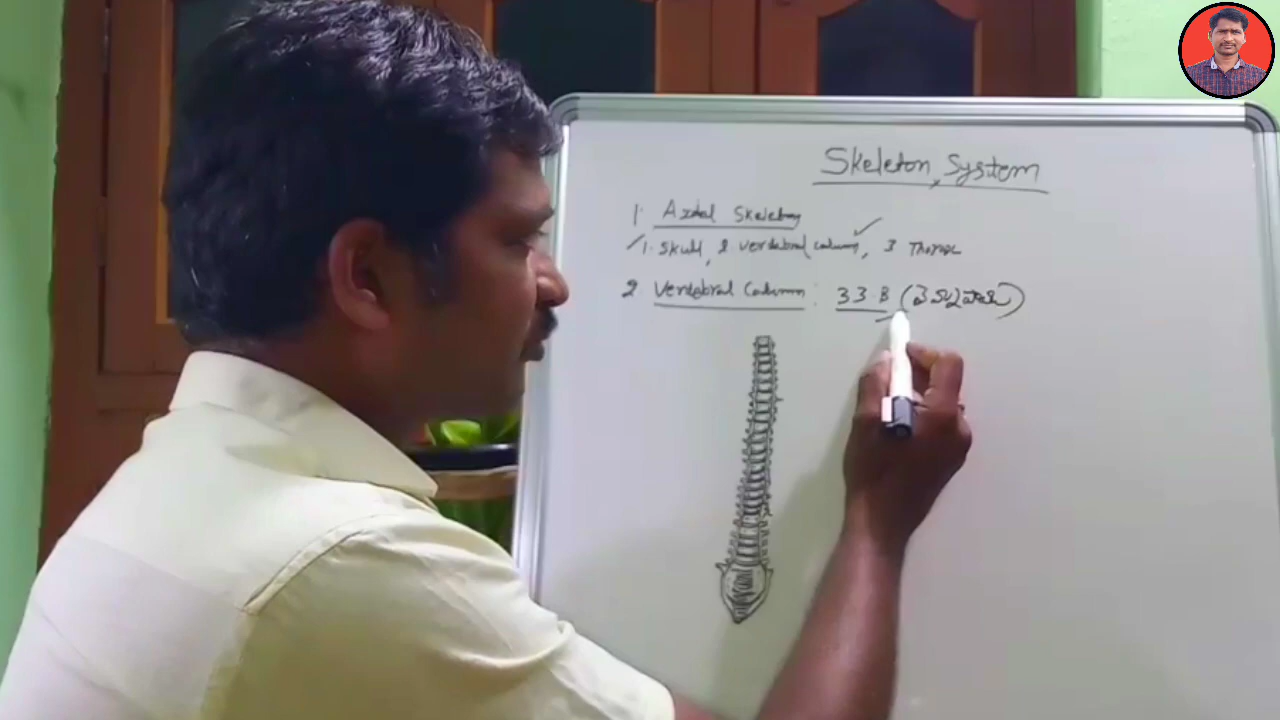 Skeleton System
1. Axial Skeleton
1. Skull, 2 Vertebral Column, 3 Thorax
2 Vertebral Column : 33 B (వెన్నుపాము)